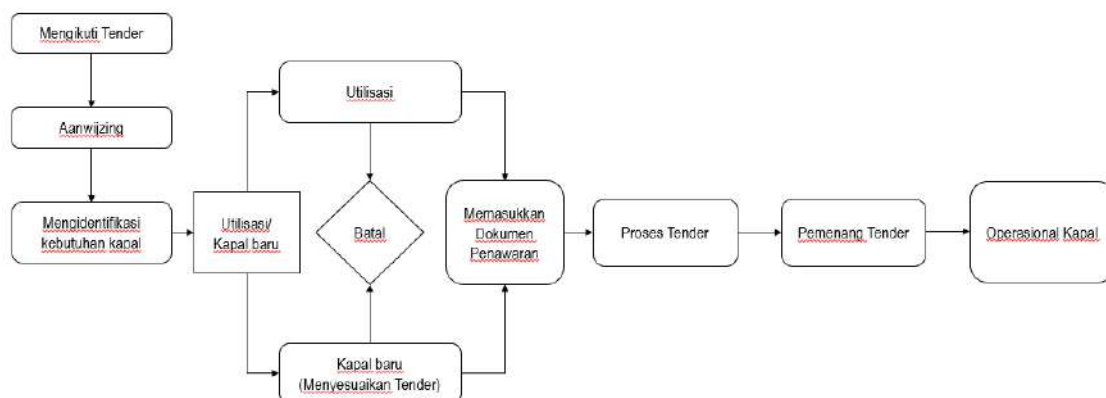 Mengikuti Tender
Aanwijzing
Mengidentifikasi
kebutuhan kapal
Utilisasi/
Kapal baru
Utilisasi
Batal
Kapal baru
(Menyesuaikan Tender)
Memasukkan
Dokumen
Penawaran
Proses Tender
Pemenang Tender
Operasional Kapal